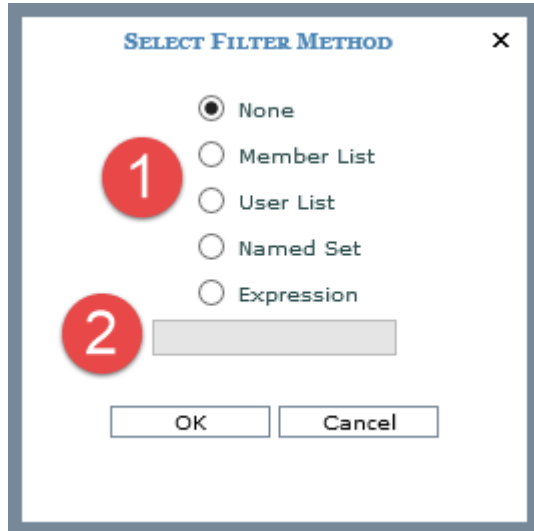 SELECT FILTER METHOD ×
None
1
Member List
User List
Named Set
Expression
2
OK Cancel